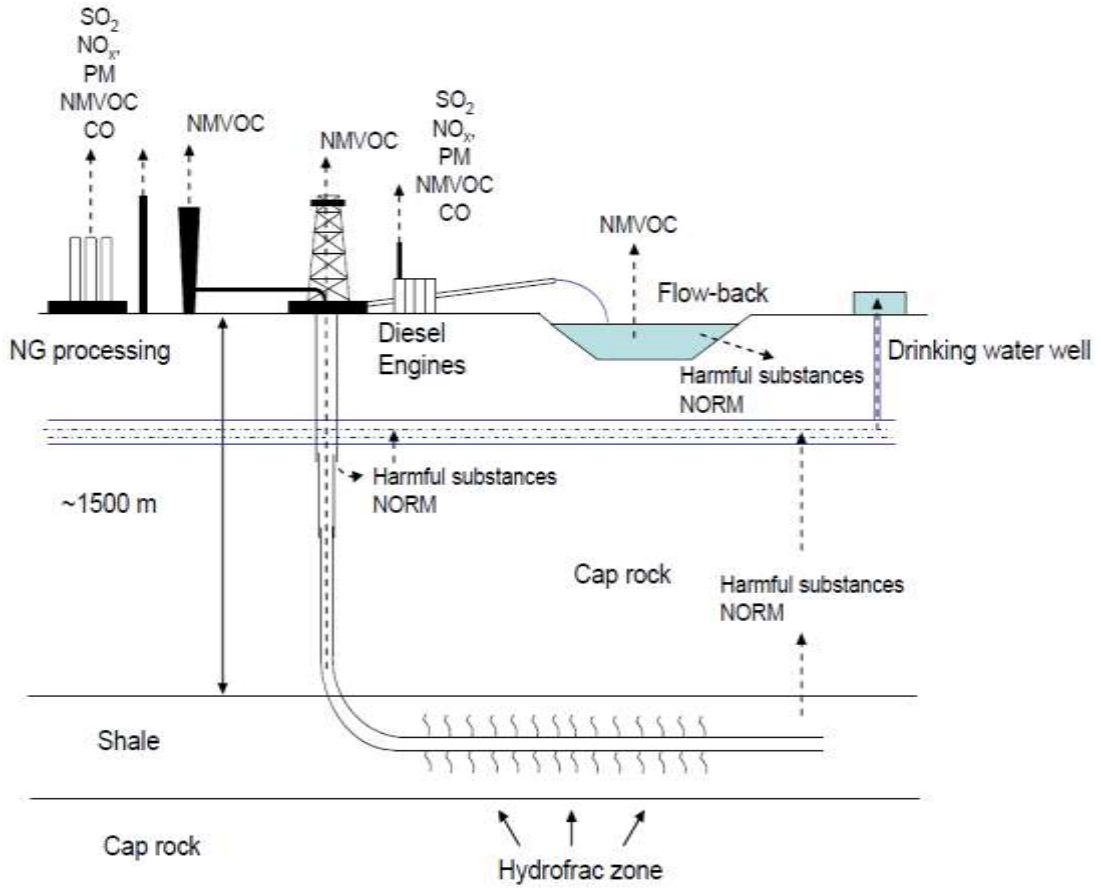 SO₂
NOₓ,
PM
NMVOC
CO
NMVOC
NMVOC
SO₂
NOₓ,
PM
NMVOC
CO
NMVOC
Flow-back
NG processing
Diesel
Engines
Drinking water well
Harmful substances
NORM
Harmful substances
NORM
~1500 m
Cap rock
Harmful substances
NORM
Shale
Cap rock
Hydrofrac zone